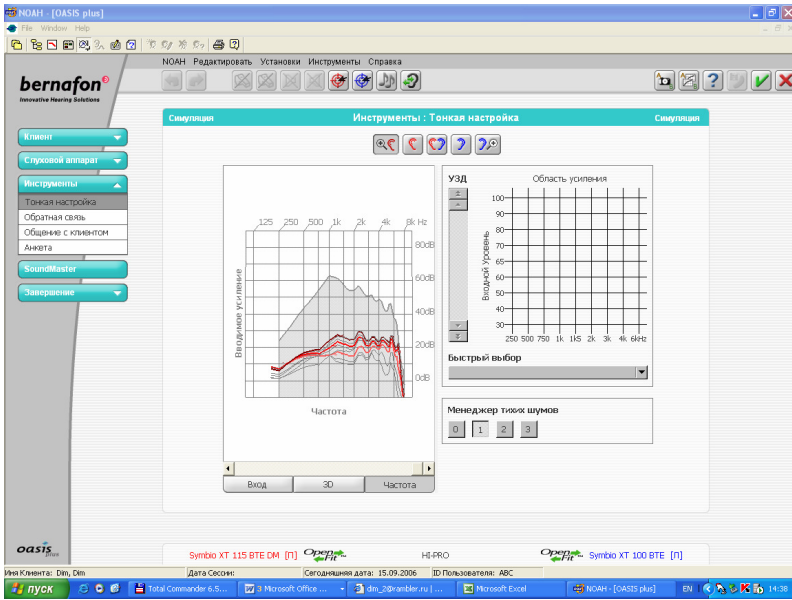 NOAH - [OASIS plus]
File Window Help
NOAH Редактировать Установки Инструменты Справка
bernafon
Innovative Hearing Solutions
Симуляция Инструменты : Тонкая настройка Симуляция
Клиент
Слуховой аппарат
Инструменты
Тонкая настройка
Обратная связь
Общение с клиентом
Анкета
SoundMaster
Завершение
125 250 500 1k 2k 4k 8k Hz
80dB
60dB
40dB
20dB
0dB
Вводимое усиление
Частота
Вход 3D Частота
УЗД Область усиления
Входной Уровень
100
90
80
70
65
60
50
40
30
250 500 750 1k 1k5 2k 3k 4k 6kHz
Быстрый выбор
Менеджер тихих шумов
0 1 2 3
oasis plus
Symbio XT 115 BTE DM [П] OpenFit™ HI-PRO OpenFit™ Symbio XT 100 BTE [П]
Имя Клиента: Dim, Dim Дата Сессии: Сегодняшняя дата: 15.09.2006 ID Пользователя: ABC
пуск Total Commander 6.5... 3 Microsoft Office ... dim_2@rambler.ru | ... Microsoft Excel NOAH - [OASIS plus] EN 14:38